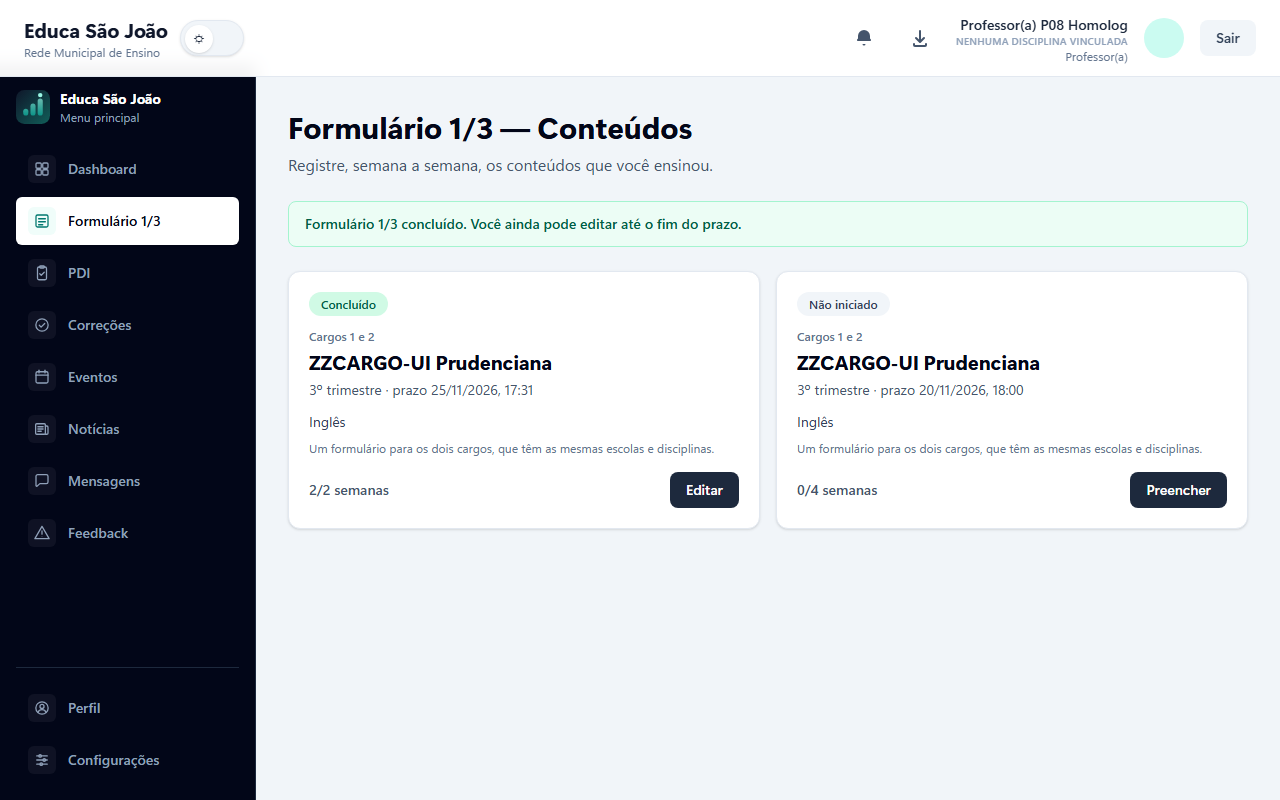 Educa São João
Rede Municipal de Ensino
Professor(a) P08 Homolog
NENHUMA DISCIPLINA VINCULADA
Professor(a)
Sair
Educa São João
Menu principal
Dashboard
Formulário 1/3
PDI
Correções
Eventos
Notícias
Mensagens
Feedback
Perfil
Configurações
Formulário 1/3 — Conteúdos
Registre, semana a semana, os conteúdos que você ensinou.
Formulário 1/3 concluído. Você ainda pode editar até o fim do prazo.
Concluído
Cargos 1 e 2
ZZCARGO-UI Prudenciana
3º trimestre · prazo 25/11/2026, 17:31
Inglês
Um formulário para os dois cargos, que têm as mesmas escolas e disciplinas.
2/2 semanas
Editar
Não iniciado
Cargos 1 e 2
ZZCARGO-UI Prudenciana
3º trimestre · prazo 20/11/2026, 18:00
Inglês
Um formulário para os dois cargos, que têm as mesmas escolas e disciplinas.
0/4 semanas
Preencher